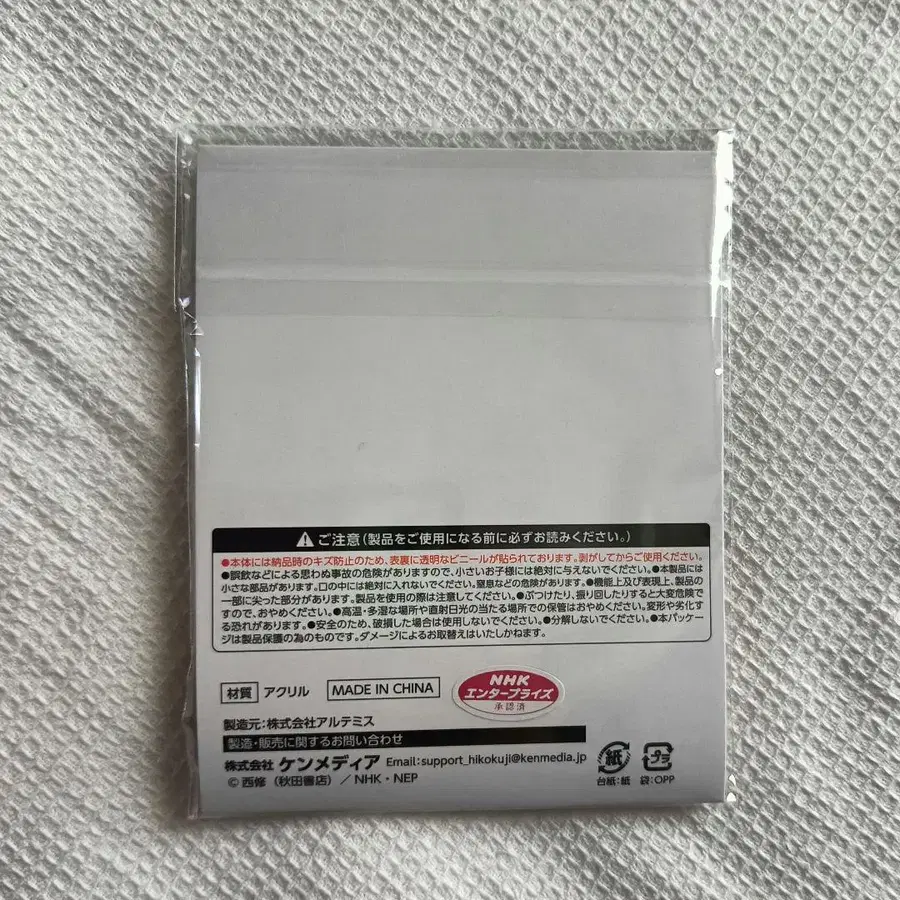 ⚠ご注意(製品をご使用になる前に必ずお読みください。)
●本体には納品時のキズ防止のため、表裏に透明なビニールが貼られております。剥がしてからご使用ください。
●誤飲などによる思わぬ事故の危険がありますので、小さいお子様には絶対に与えないでください。●本製品には
小さな部品があります。口の中には絶対に入れないでください。窒息などの危険があります。●機能上及び表現上、製品の
一部に尖った部分があります。製品を使用の際は注意してください。●ぶつけたり、振り回したりすると大変危険で
すので、おやめください。●高温・多湿な場所や直射日光の当たる場所での保管はおやめください。変形や劣化す
る恐れがあります。●安全のため、破損した場合は使用しないでください。●分解しないでください。●本パッケー
ジは製品保護の為のものです。ダメージによるお取替えはいたしかねます。
材質 アクリル MADE IN CHINA
NHK
エンタープライズ
承認済
製造元:株式会社アルテミス
製造・販売に関するお問い合わせ
株式会社 ケンメディア Email:support_hikokuji@kenmedia.jp
© 西修(秋田書店)/NHK・NEP
紙 プラ
台紙:紙 袋:OPP